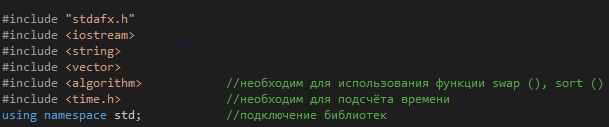 #include "stdafx.h"
#include <iostream>
#include <string>
#include <vector>
#include <algorithm> //необходим для использования функции swap (), sort ()
#include <time.h> //необходим для подсчёта времени
using namespace std; //подключение библиотек